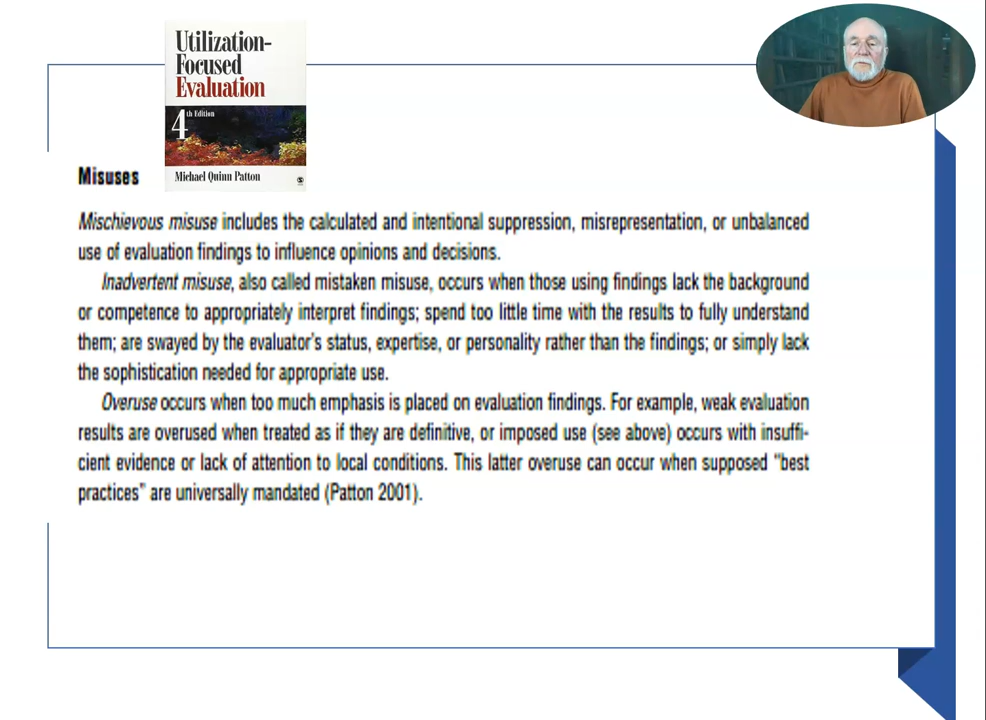 Utilization-
Focused
Evaluation
4th Edition
Michael Quinn Patton
Misuses
Mischievous misuse includes the calculated and intentional suppression, misrepresentation, or unbalanced
use of evaluation findings to influence opinions and decisions.
Inadvertent misuse, also called mistaken misuse, occurs when those using findings lack the background
or competence to appropriately interpret findings; spend too little time with the results to fully understand
them; are swayed by the evaluator's status, expertise, or personality rather than the findings; or simply lack
the sophistication needed for appropriate use.
Overuse occurs when too much emphasis is placed on evaluation findings. For example, weak evaluation
results are overused when treated as if they are definitive, or imposed use (see above) occurs with insuffi-
cient evidence or lack of attention to local conditions. This latter overuse can occur when supposed “best
practices” are universally mandated (Patton 2001).